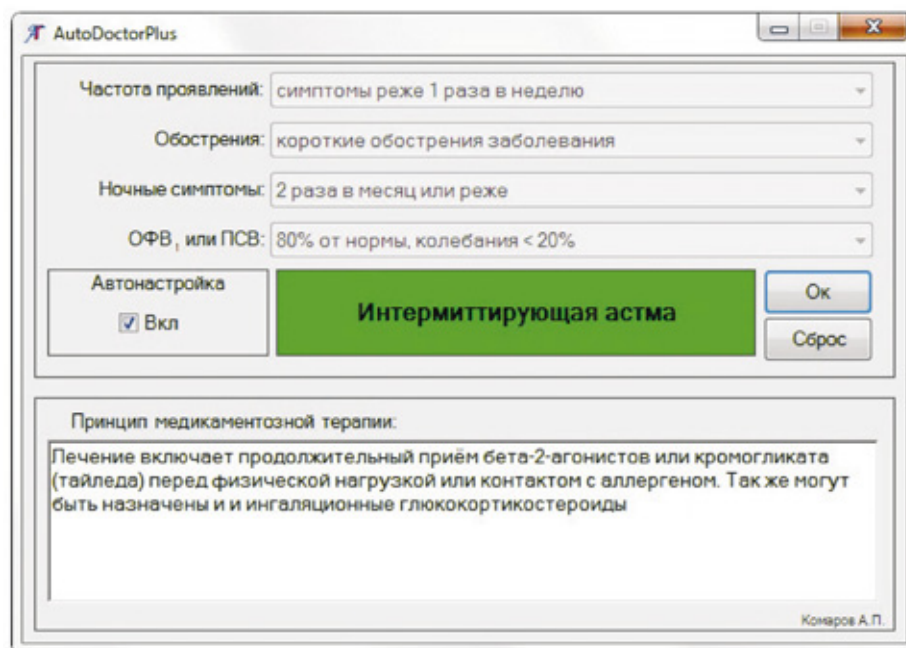 AutoDoctorPlus
Частота проявлений: симптомы реже 1 раза в неделю
Обострения: короткие обострения заболевания
Ночные симптомы: 2 раза в месяц или реже
ОФВ₁ или ПСВ: 80% от нормы, колебания < 20%
Автонастройка
Вкл
Интермиттирующая астма
Ок
Сброс
Принцип медикаментозной терапии:
Лечение включает продолжительный приём бета-2-агонистов или кромогликата
(тайледа) перед физической нагрузкой или контактом с аллергеном. Так же могут
быть назначены и и ингаляционные глюкокортикостероиды
Комаров А.П.